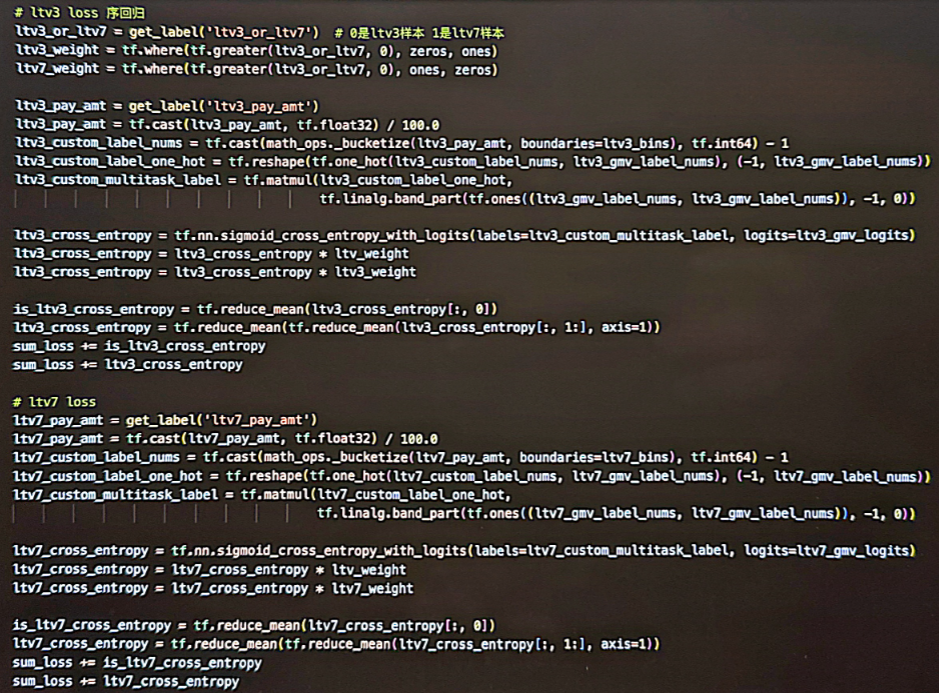 # ltv3 loss 序回归
ltv3_or_ltv7 = get_label('ltv3_or_ltv7')  # 0是ltv3样本 1是ltv7样本
ltv3_weight = tf.where(tf.greater(ltv3_or_ltv7, 0), zeros, ones)
ltv7_weight = tf.where(tf.greater(ltv3_or_ltv7, 0), ones, zeros)
ltv3_pay_amt = get_label('ltv3_pay_amt')
ltv3_pay_amt = tf.cast(ltv3_pay_amt, tf.float32) / 100.0
ltv3_custom_label_nums = tf.cast(math_ops._bucketize(ltv3_pay_amt, boundaries=ltv3_bins), tf.int64) - 1
ltv3_custom_label_one_hot = tf.reshape(tf.one_hot(ltv3_custom_label_nums, ltv3_gmv_label_nums), (-1, ltv3_gmv_label_nums))
ltv3_custom_multitask_label = tf.matmul(ltv3_custom_label_one_hot,
tf.linalg.band_part(tf.ones((ltv3_gmv_label_nums, ltv3_gmv_label_nums)), -1, 0))
ltv3_cross_entropy = tf.nn.sigmoid_cross_entropy_with_logits(labels=ltv3_custom_multitask_label, logits=ltv3_gmv_logits)
ltv3_cross_entropy = ltv3_cross_entropy * ltv_weight
ltv3_cross_entropy = ltv3_cross_entropy * ltv3_weight
is_ltv3_cross_entropy = tf.reduce_mean(ltv3_cross_entropy[:, 0])
ltv3_cross_entropy = tf.reduce_mean(tf.reduce_mean(ltv3_cross_entropy[:, 1:], axis=1))
sum_loss += is_ltv3_cross_entropy
sum_loss += ltv3_cross_entropy
# ltv7 loss
ltv7_pay_amt = get_label('ltv7_pay_amt')
ltv7_pay_amt = tf.cast(ltv7_pay_amt, tf.float32) / 100.0
ltv7_custom_label_nums = tf.cast(math_ops._bucketize(ltv7_pay_amt, boundaries=ltv7_bins), tf.int64) - 1
ltv7_custom_label_one_hot = tf.reshape(tf.one_hot(ltv7_custom_label_nums, ltv7_gmv_label_nums), (-1, ltv7_gmv_label_nums))
ltv7_custom_multitask_label = tf.matmul(ltv7_custom_label_one_hot,
tf.linalg.band_part(tf.ones((ltv7_gmv_label_nums, ltv7_gmv_label_nums)), -1, 0))
ltv7_cross_entropy = tf.nn.sigmoid_cross_entropy_with_logits(labels=ltv7_custom_multitask_label, logits=ltv7_gmv_logits)
ltv7_cross_entropy = ltv7_cross_entropy * ltv_weight
ltv7_cross_entropy = ltv7_cross_entropy * ltv7_weight
is_ltv7_cross_entropy = tf.reduce_mean(ltv7_cross_entropy[:, 0])
ltv7_cross_entropy = tf.reduce_mean(tf.reduce_mean(ltv7_cross_entropy[:, 1:], axis=1))
sum_loss += is_ltv7_cross_entropy
sum_loss += ltv7_cross_entropy